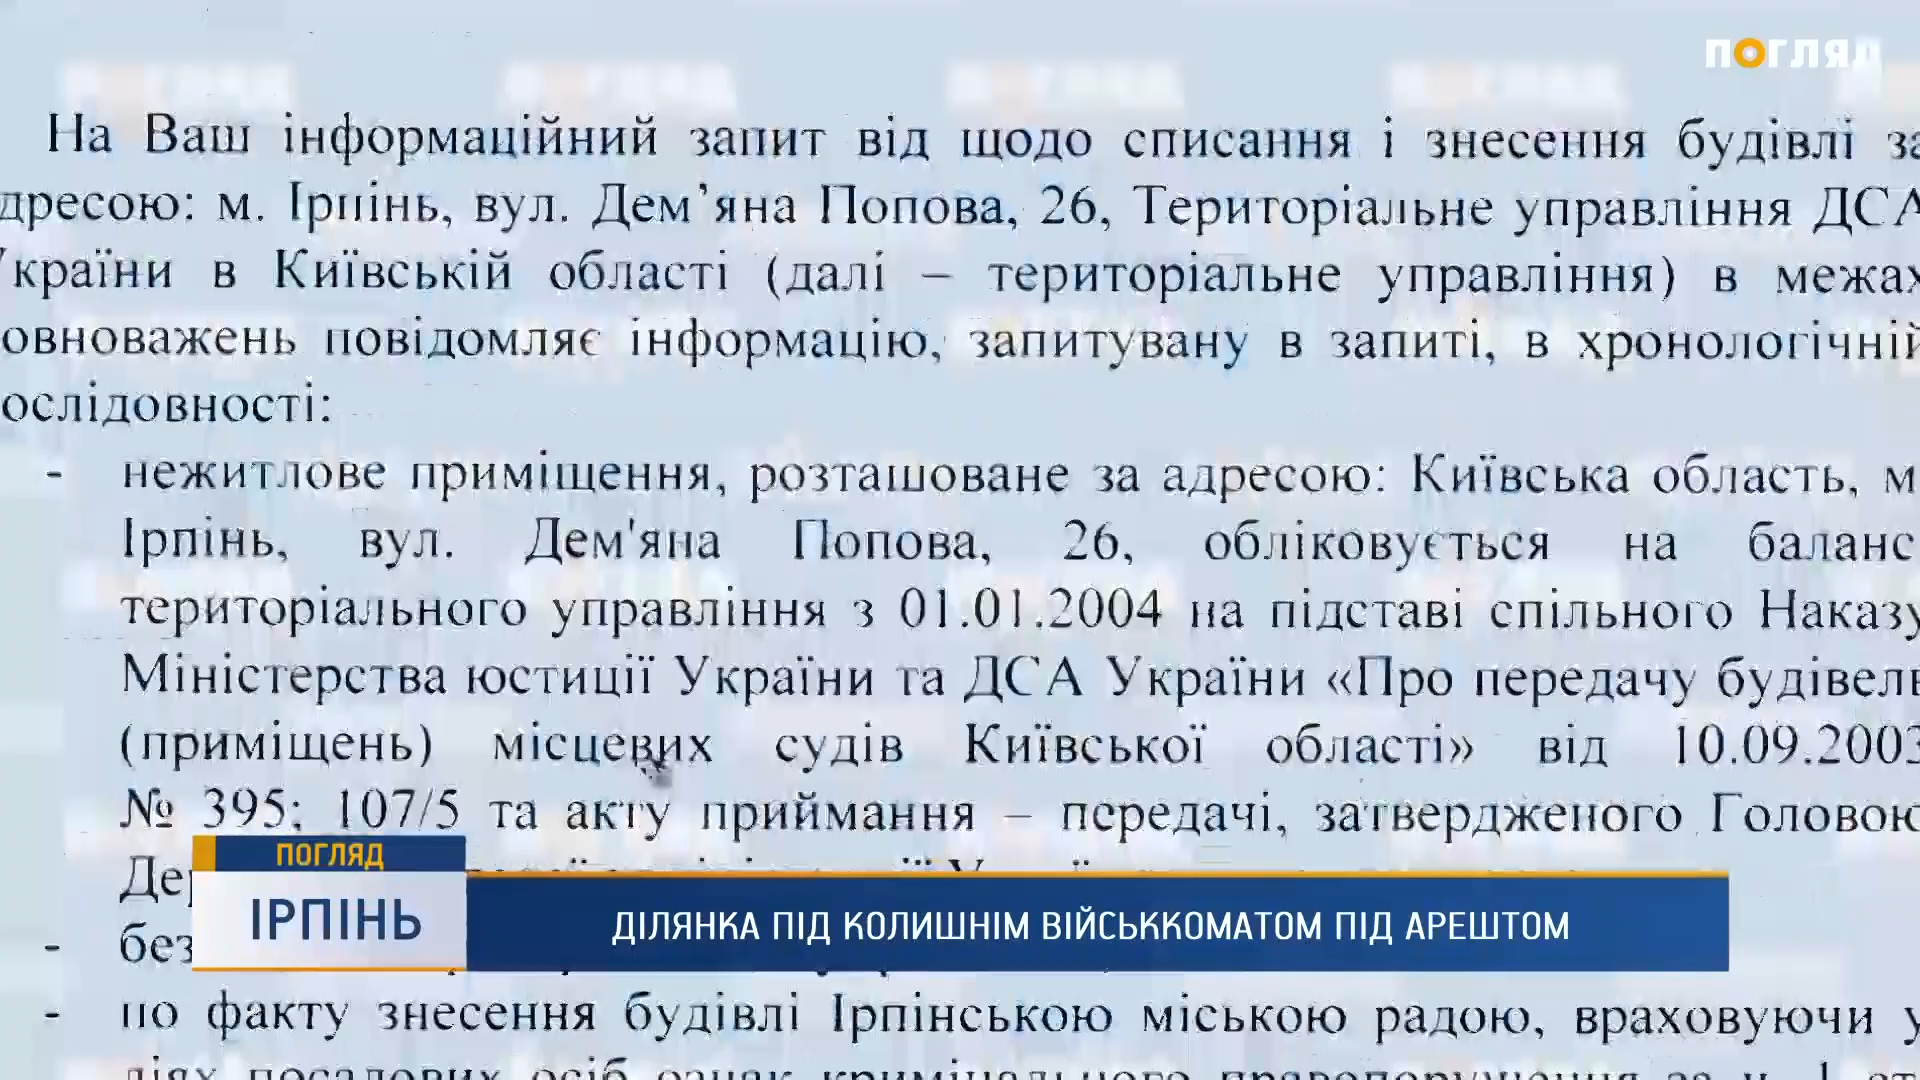 ПОГЛЯД
На Ваш інформаційний запит від щодо списання і знесення будівлі за
дресою: м. Ірпінь, вул. Дем’яна Попова, 26, Територіальне управління ДСА
країни в Київській області (далі – територіальне управління) в межах
овноважень повідомляє інформацію, запитувану в запиті, в хронологічній
ослідовності:
- нежитлове приміщення, розташоване за адресою: Київська область, м
Ірпінь, вул. Дем'яна Попова, 26, обліковується на баланс
територіального управління з 01.01.2004 на підставі спільного Наказу
Міністерства юстиції України та ДСА України «Про передачу будівель
(приміщень) місцевих судів Київської області» від 10.09.2003
№ 395; 107/5 та акту приймання – передачі, затвердженого Головою
ПОГЛЯД
ІРПІНЬ
ДІЛЯНКА ПІД КОЛИШНІМ ВІЙСЬККОМАТОМ ПІД АРЕШТОМ
- по факту знесення будівлі Ірпінською міською радою, враховуючи у